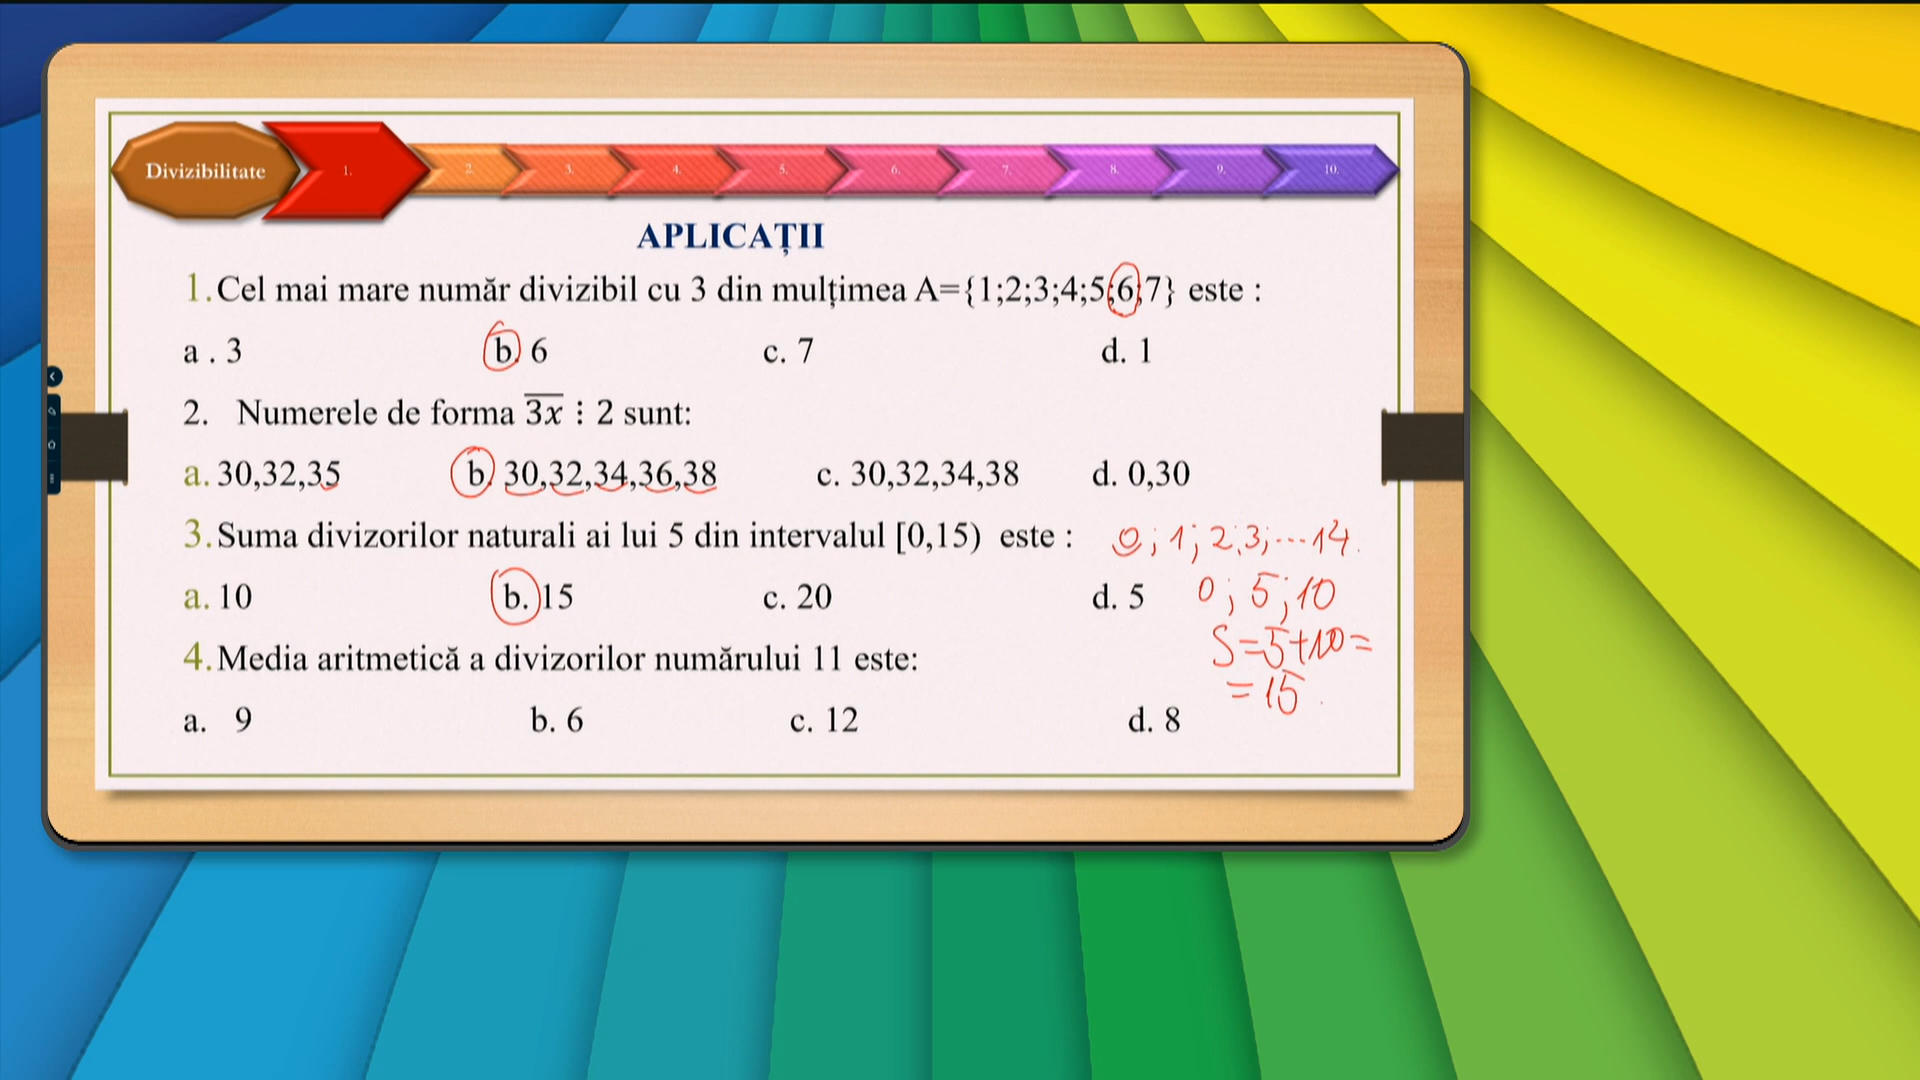 Divizibilitate 1. 2. 3. 4. 5. 6. 7. 8. 9. 10.
APLICAȚII
1. Cel mai mare număr divizibil cu 3 din mulțimea A={1;2;3;4;5;6;7} este :
a . 3 b. 6 c. 7 d. 1
2. Numerele de forma 3x̅ ⋮ 2 sunt:
a. 30,32,35 b. 30,32,34,36,38 c. 30,32,34,38 d. 0,30
3. Suma divizorilor naturali ai lui 5 din intervalul [0,15) este : 0; 1; 2; 3; ...14.
a. 10 b. 15 c. 20 d. 5 0; 5; 10
S=5+10=
4. Media aritmetică a divizorilor numărului 11 este:
=15.
a. 9 b. 6 c. 12 d. 8